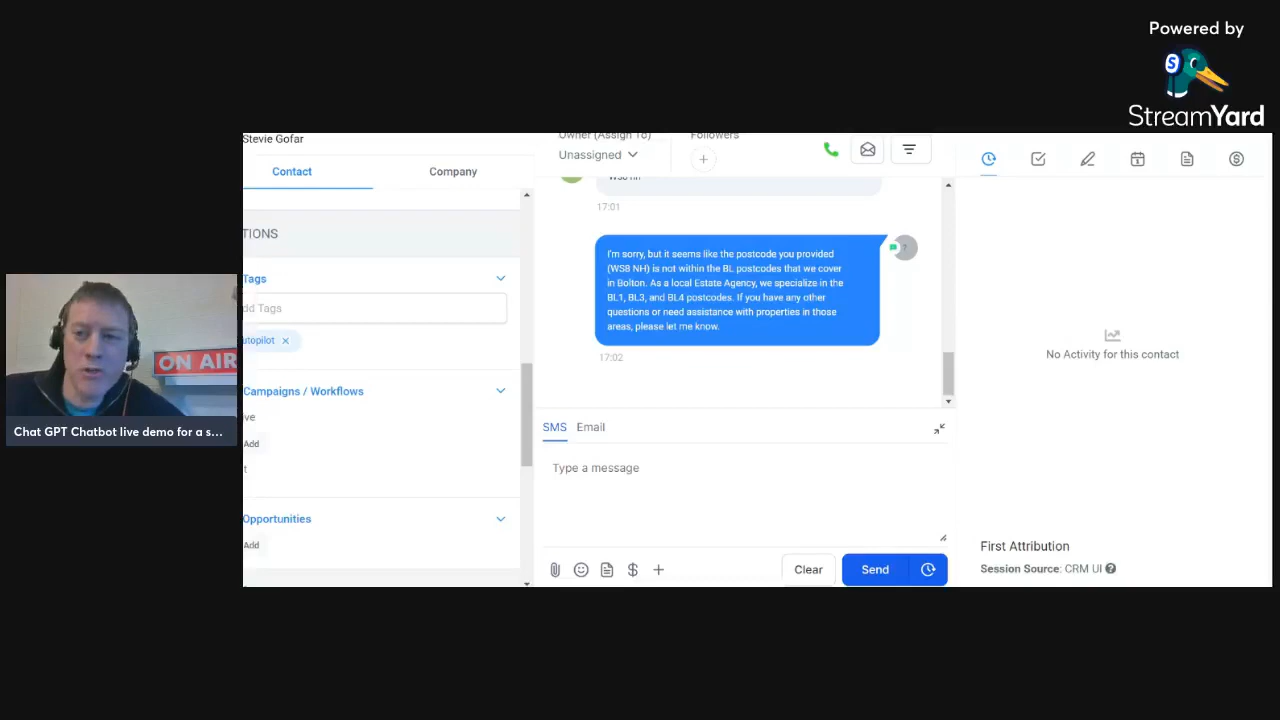 Powered by
StreamYard
Stevie Gofar
Contact
Company
TIONS
Tags
dd Tags
utopilot ×
Campaigns / Workflows
ve
Add
t
Opportunities
Add
Owner (Assign To)
Followers
Unassigned
WS8 nh
17:01
I'm sorry, but it seems like the postcode you provided
(WS8 NH) is not within the BL postcodes that we cover
in Bolton. As a local Estate Agency, we specialize in the
BL1, BL3, and BL4 postcodes. If you have any other
questions or need assistance with properties in those
areas, please let me know.
17:02
SMS
Email
Type a message
Clear
Send
No Activity for this contact
First Attribution
Session Source: CRM UI
ON AIR
Chat GPT Chatbot live demo for a s...